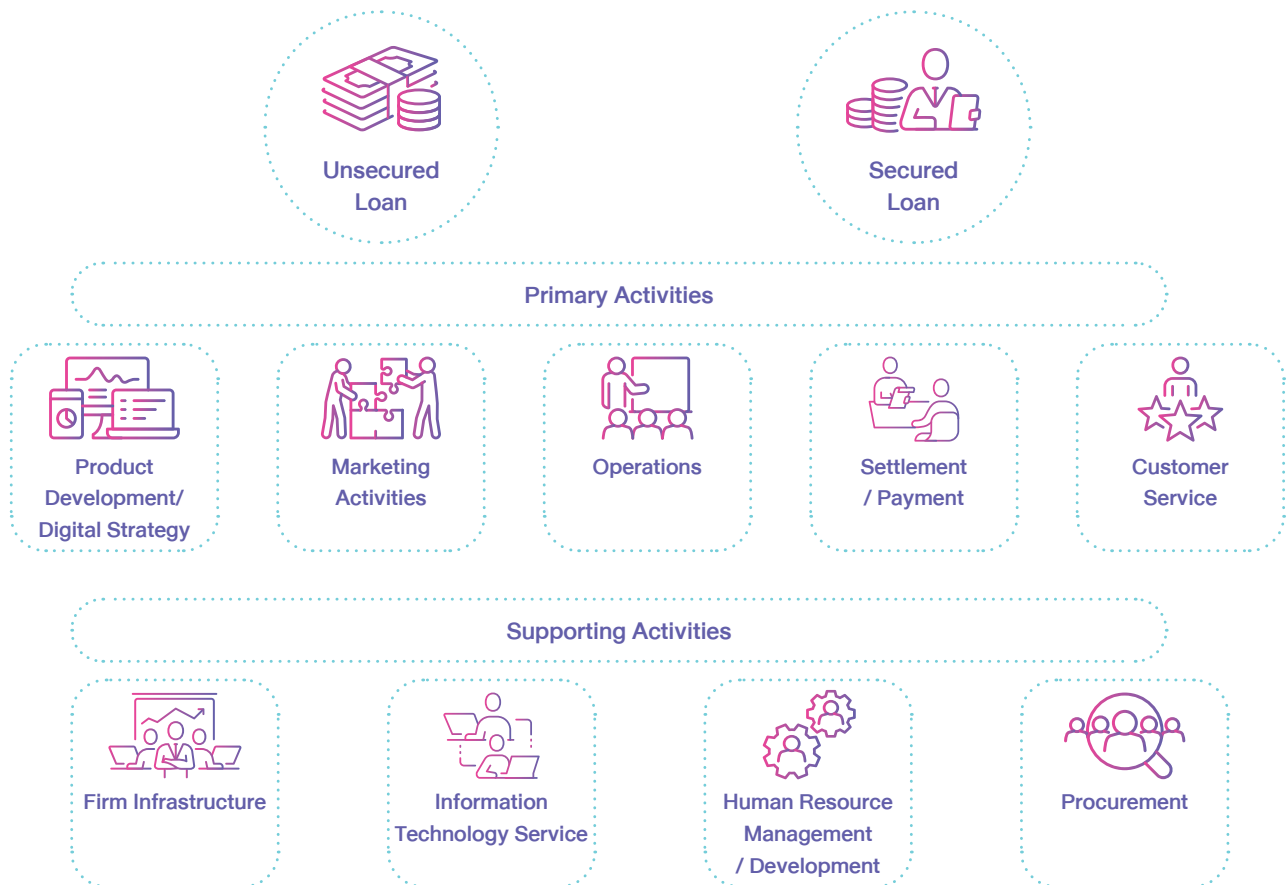 Unsecured
Loan
Secured
Loan
Primary Activities
Product
Development/
Digital Strategy
Marketing
Activities
Operations
Settlement
/ Payment
Customer
Service
Supporting Activities
Firm Infrastructure
Information
Technology Service
Human Resource
Management
/ Development
Procurement